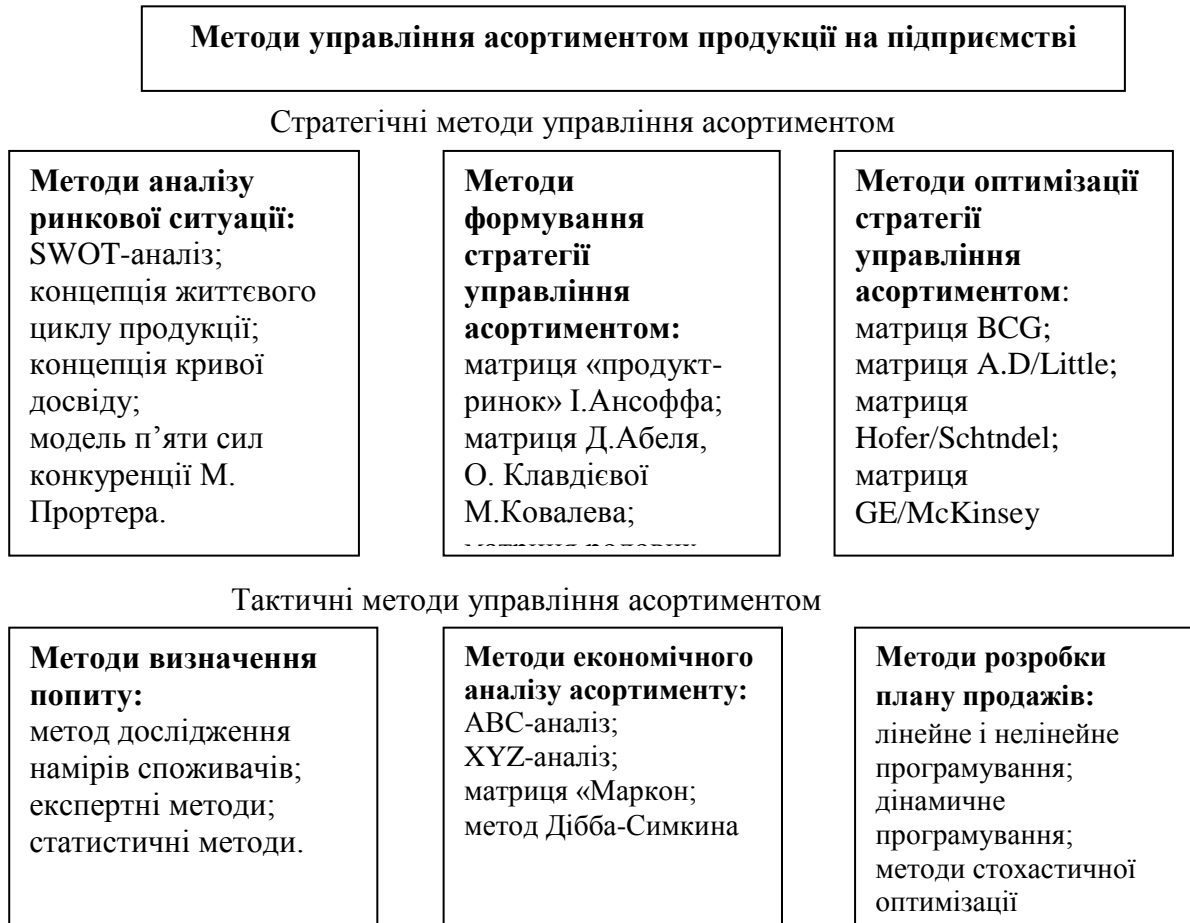 Методи управління асортиментом продукції на підприємстві
Стратегічні методи управління асортиментом
Методи аналізу
ринкової ситуації:
SWOT-аналіз;
концепція життєвого
циклу продукції;
концепція кривої
досвіду;
модель п’яти сил
конкуренції М.
Прортера.
Методи
формування
стратегії
управління
асортиментом:
матриця «продукт-
ринок» І.Ансоффа;
матриця Д.Абеля,
О. Клавдієвої
М.Ковалева;
Методи оптимізації
стратегії
управління
асортиментом:
матриця BCG;
матриця A.D/Little;
матриця
Hofer/Schtndel;
матриця
GE/McKinsey
Тактичні методи управління асортиментом
Методи визначення
попиту:
метод дослідження
намірів споживачів;
експертні методи;
статистичні методи.
Методи економічного
аналізу асортименту:
АВС-аналіз;
XYZ-аналіз;
матриця «Маркон;
метод Дібба-Симкина
Методи розробки
плану продажів:
лінейне і нелінейне
програмування;
дінамичне
програмування;
методи стохастичної
оптимізації